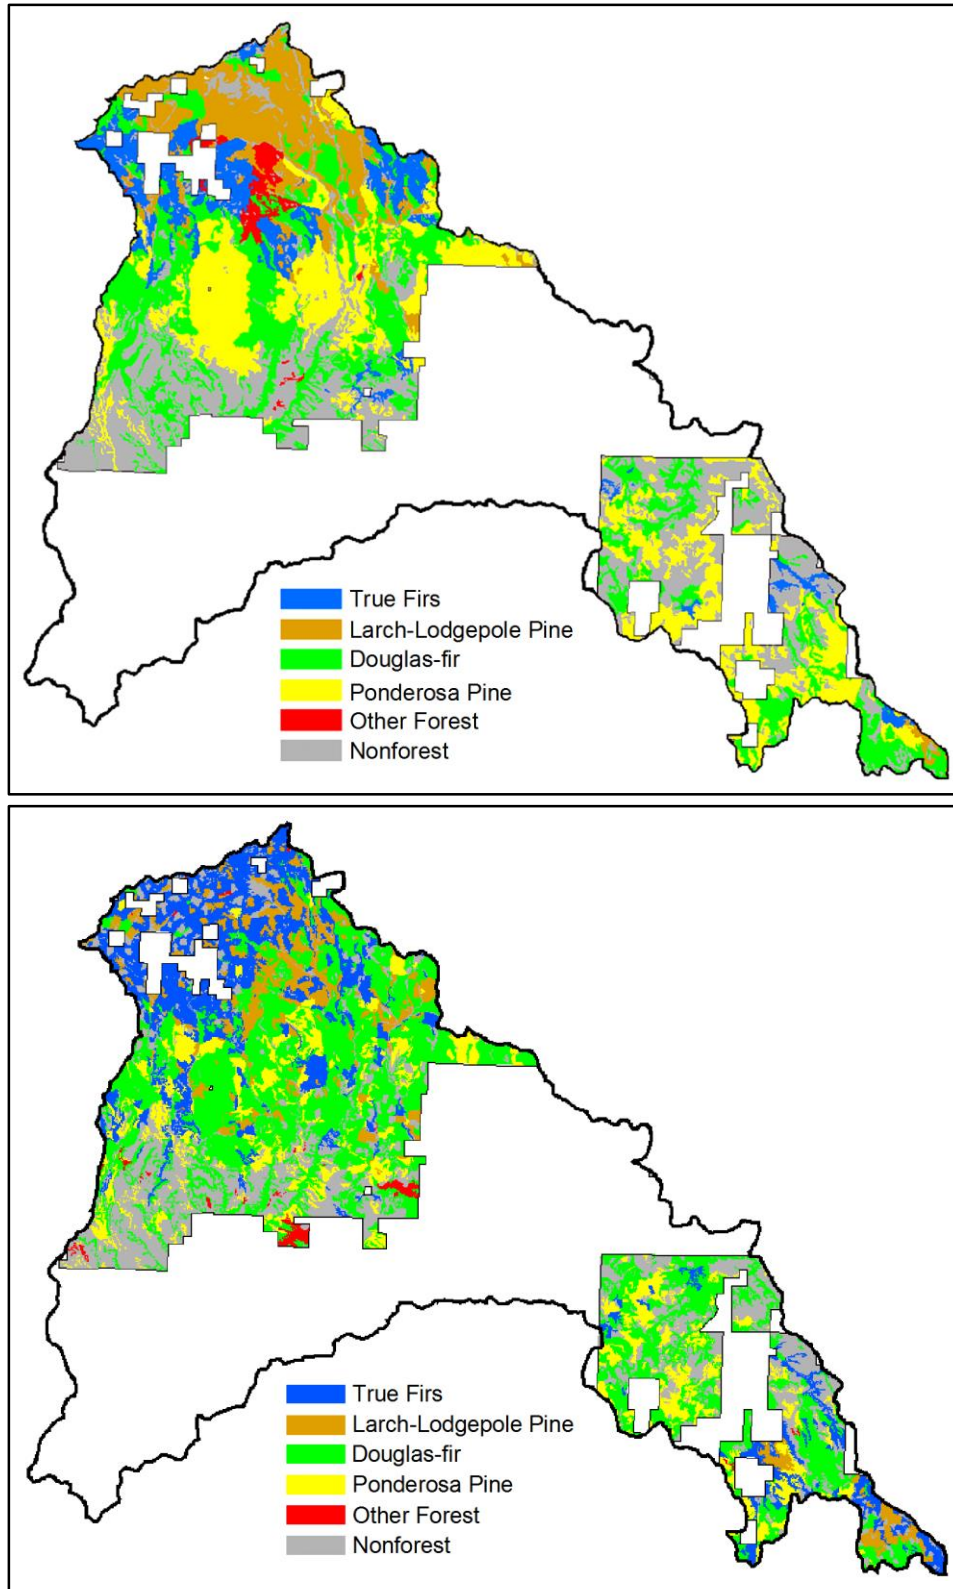 True Firs
Larch-Lodgepole Pine
Douglas-fir
Ponderosa Pine
Other Forest
Nonforest
True Firs
Larch-Lodgepole Pine
Douglas-fir
Ponderosa Pine
Other Forest
Nonforest